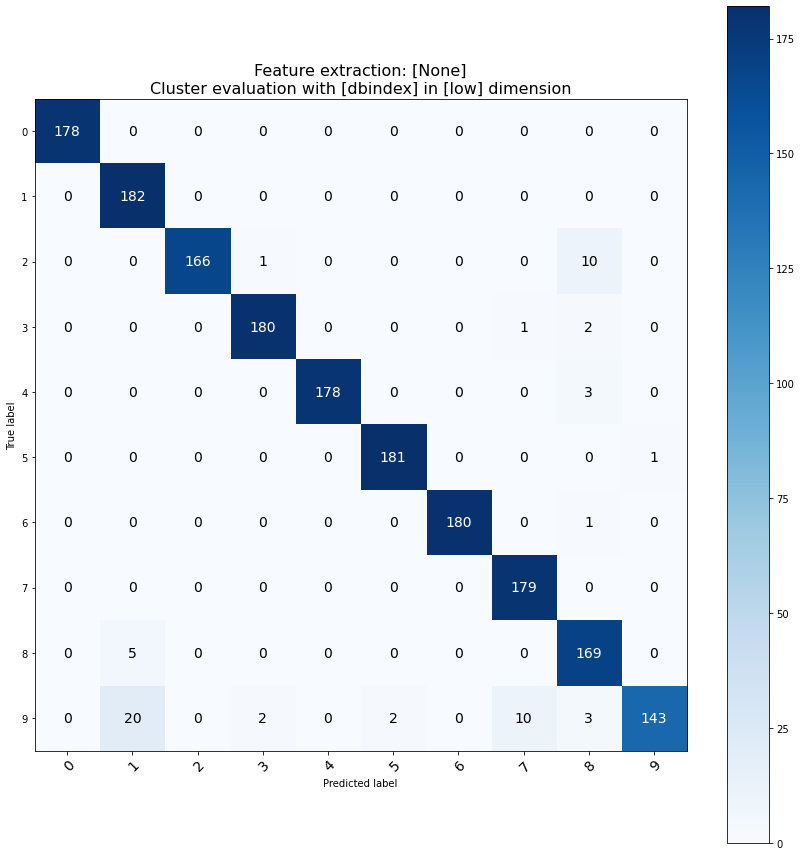 Feature extraction: [None]
Cluster evaluation with [dbindex] in [low] dimension
0 178 0 0 0 0 0 0 0 0 0
1 0 182 0 0 0 0 0 0 0 0
2 0 0 166 1 0 0 0 0 10 0
3 0 0 0 180 0 0 0 1 2 0
4 0 0 0 0 178 0 0 0 3 0
5 0 0 0 0 0 181 0 0 0 1
6 0 0 0 0 0 0 180 0 1 0
7 0 0 0 0 0 0 0 179 0 0
8 0 5 0 0 0 0 0 0 169 0
9 0 20 0 2 0 2 0 10 3 143
0 1 2 3 4 5 6 7 8 9
True label
Predicted label
175
150
125
100
75
50
25
0